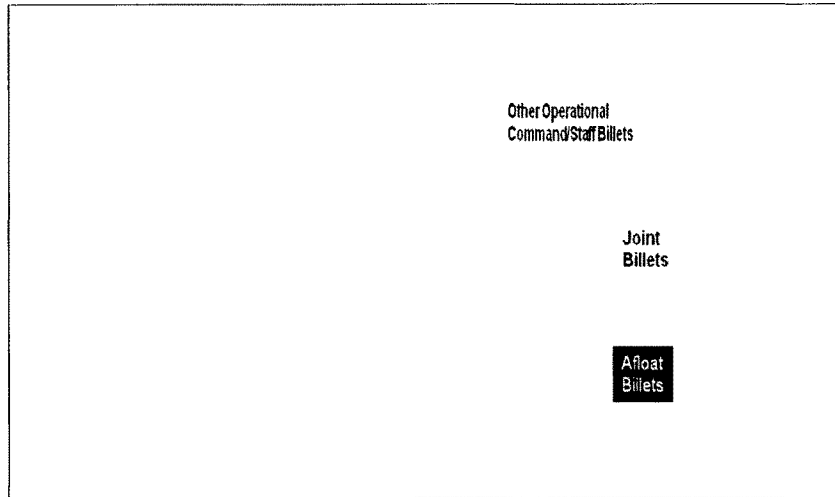 Other Operational
Command/Staff Billets
Joint
Billets
Afloat
Billets